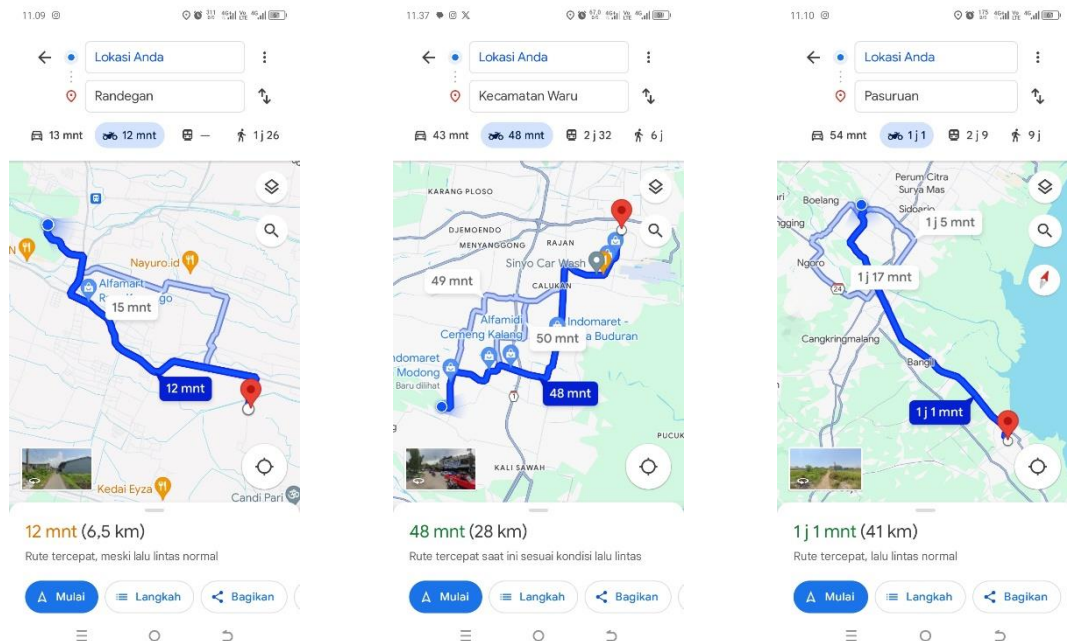 11.09
Lokasi Anda
Randegan
13 mnt
12 mnt
—
1 j 26
Nayuro.id
Alfamart
15 mnt
12 mnt
Kedai Eyza
Candi Pari
12 mnt (6,5 km)
Rute tercepat, meski lalu lintas normal
Mulai
Langkah
Bagikan
11.37
Lokasi Anda
Kecamatan Waru
43 mnt
48 mnt
2 j 32
6 j
KARANG PLOSO
DJEMOENDO
MENYANGGONG
RAJAN
Sinyo Car Wash
CALUKAN
49 mnt
Alfamidi
Cemeng Kalang
Indomaret -
50 mnt
a Buduran
ndomaret
Modong
Baru dilihat
48 mnt
1
PUCUK
KALI SAWAH
48 mnt (28 km)
Rute tercepat saat ini sesuai kondisi lalu lintas
Mulai
Langkah
Bagikan
11.10
Lokasi Anda
Pasuruan
54 mnt
1 j 1
2 j 9
9 j
Perum Citra
Surya Mas
Boelang
Sidoarjo
1 j 5 mnt
gging
Ngoro
1 j 17 mnt
24
Cangkringmalang
Bangil
1 j 1 mnt
1 j 1 mnt (41 km)
Rute tercepat, lalu lintas normal
Mulai
Langkah
Bagikan